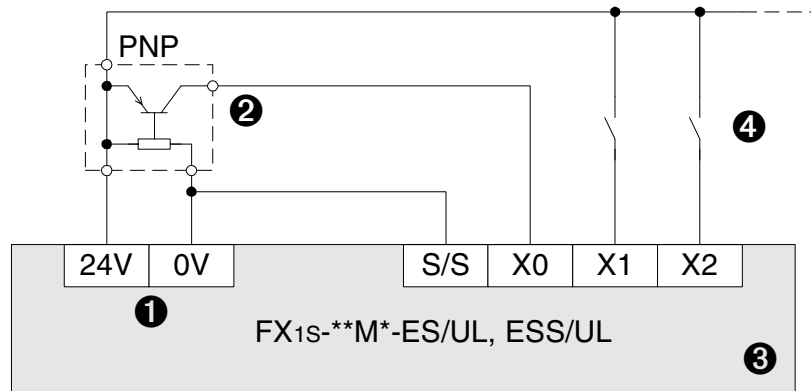 PNP
❷
❹
24V 0V S/S X0 X1 X2
❶
FX1S-**M*-ES/UL, ESS/UL
❸